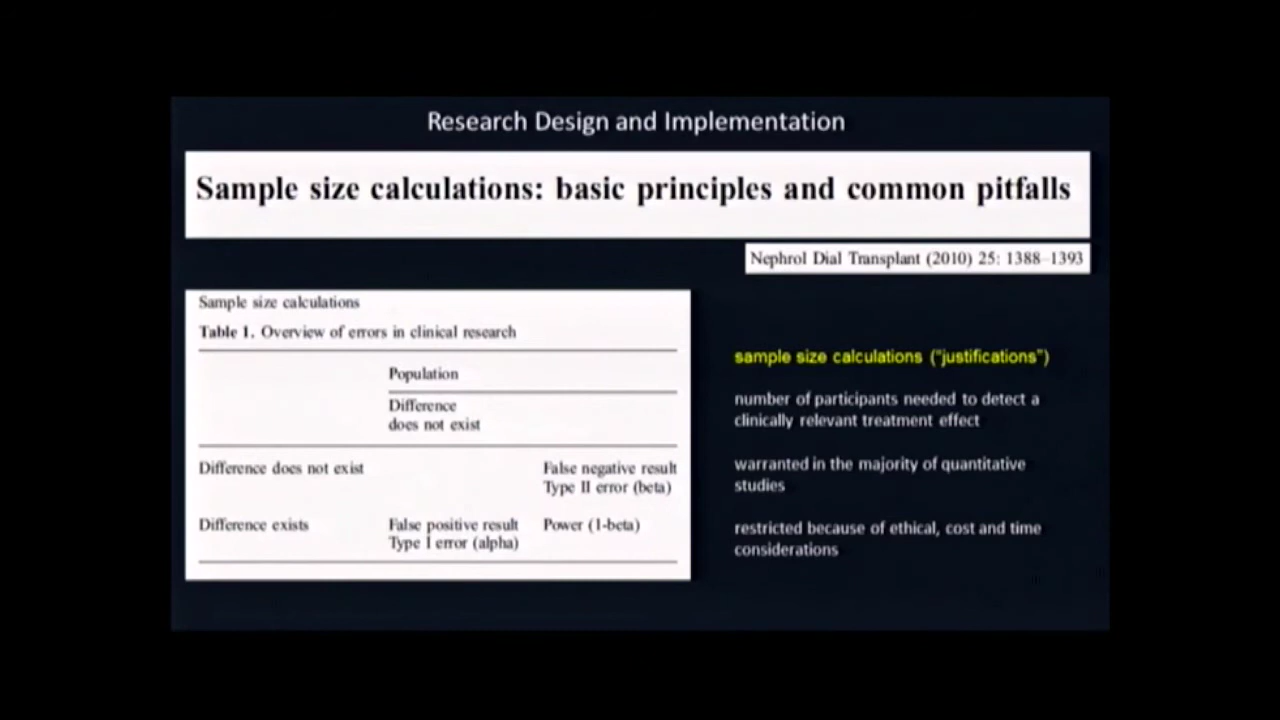 Research Design and Implementation
Sample size calculations: basic principles and common pitfalls
Nephrol Dial Transplant (2010) 25: 1388–1393
Sample size calculations
Table 1. Overview of errors in clinical research
Population
Difference
does not exist
Difference does not exist
False negative result
Type II error (beta)
Difference exists
False positive result
Type I error (alpha)
Power (1-beta)
sample size calculations ("justifications")
number of participants needed to detect a
clinically relevant treatment effect
warranted in the majority of quantitative
studies
restricted because of ethical, cost and time
considerations